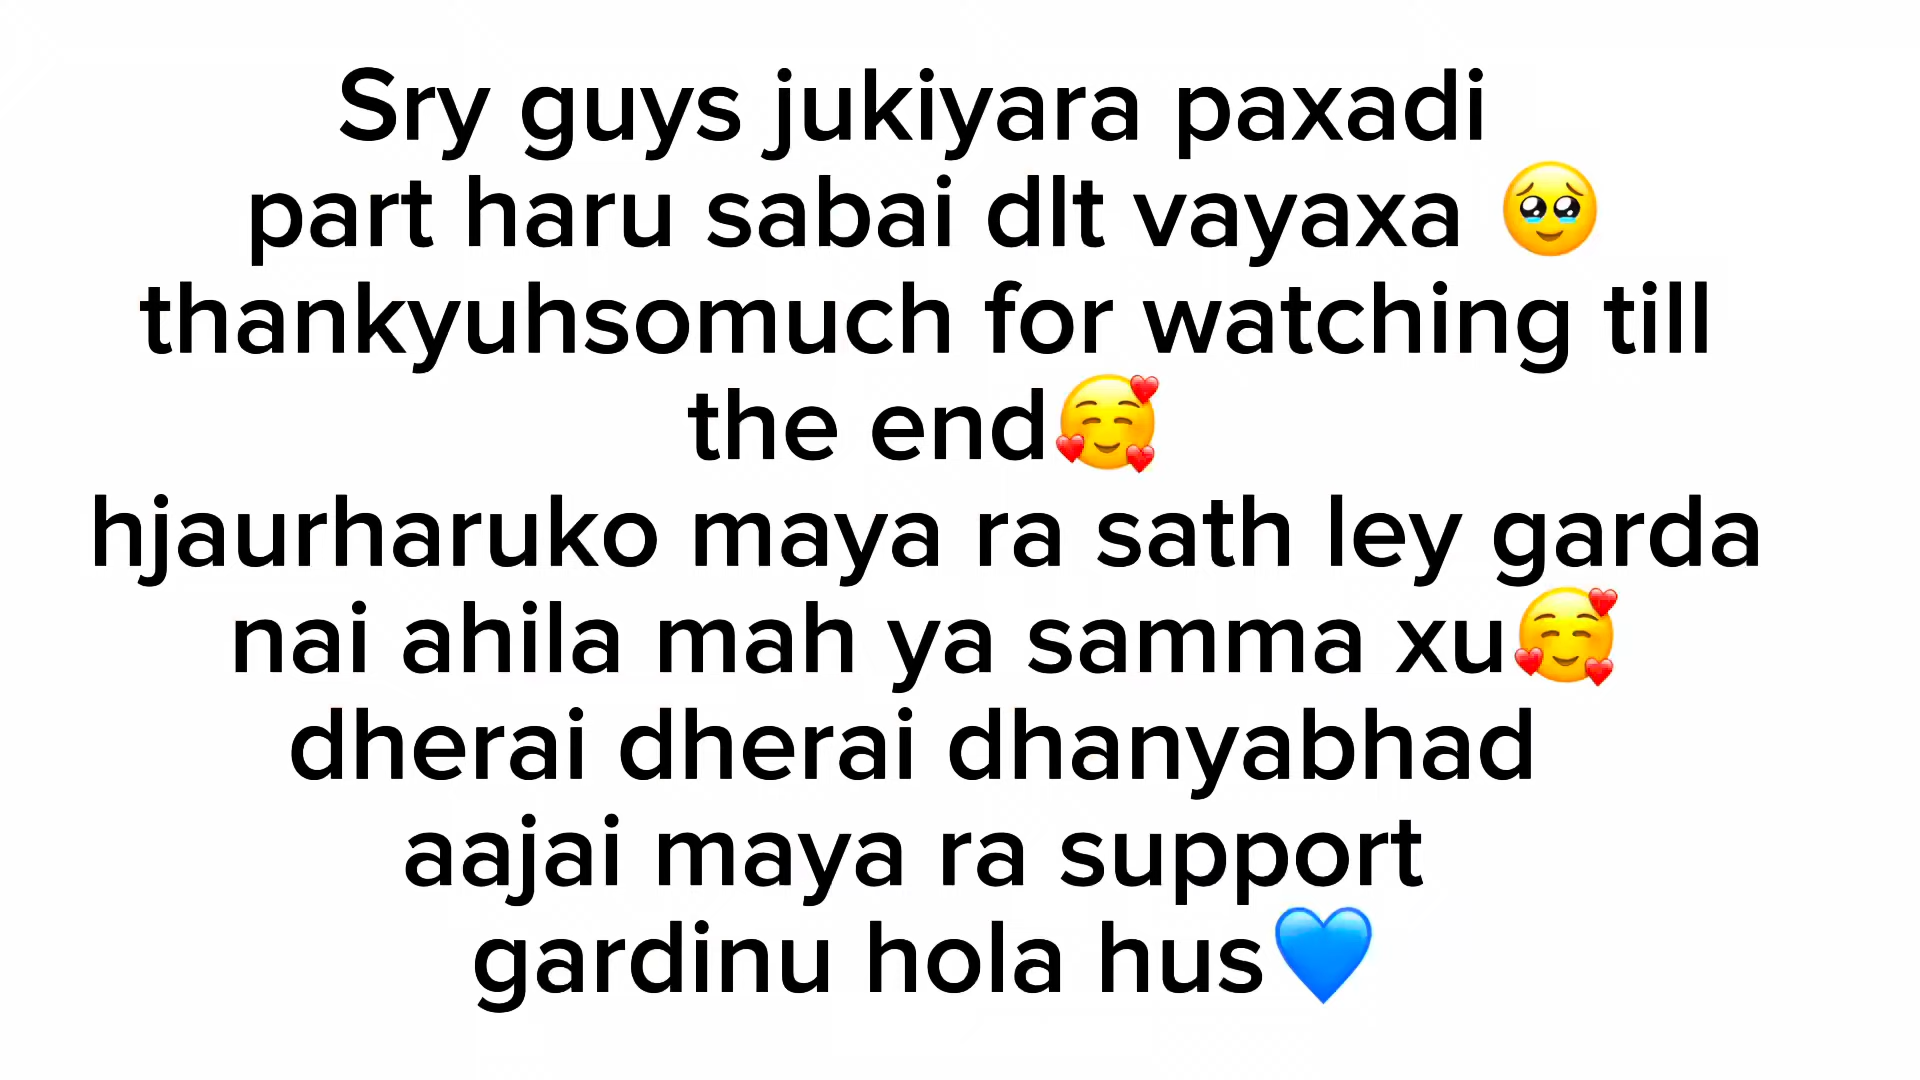 Sry guys jukiyara paxadi
part haru sabai dlt vayaxa 🥹
thankyuhsomuch for watching till
the end🥰
hjaurharuko maya ra sath ley garda
nai ahila mah ya samma xu🥰
dherai dherai dhanyabhad
aajai maya ra support
gardinu hola hus💙